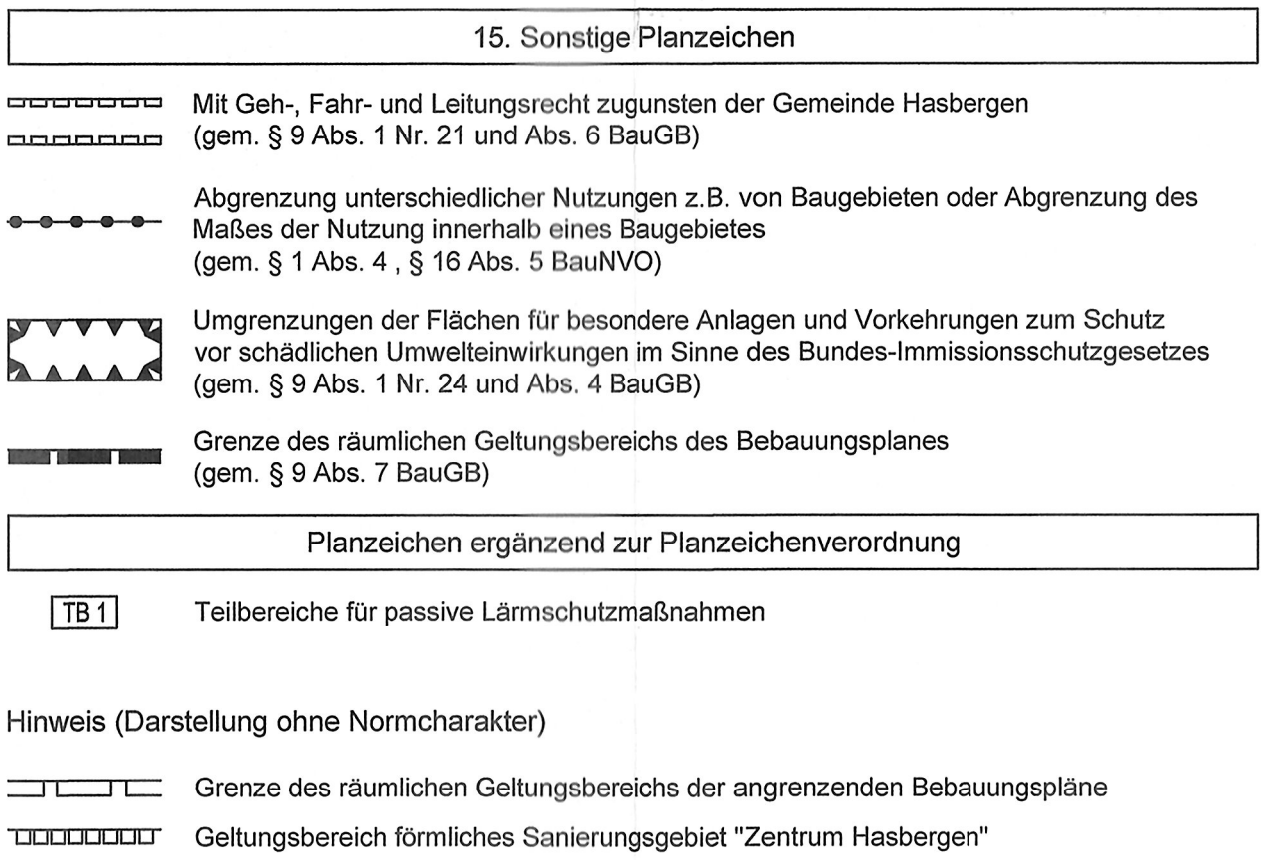 15. Sonstige Planzeichen
Mit Geh-, Fahr- und Leitungsrecht zugunsten der Gemeinde Hasbergen
(gem. § 9 Abs. 1 Nr. 21 und Abs. 6 BauGB)
Abgrenzung unterschiedlicher Nutzungen z.B. von Baugebieten oder Abgrenzung des
Maßes der Nutzung innerhalb eines Baugebietes
(gem. § 1 Abs. 4 , § 16 Abs. 5 BauNVO)
Umgrenzungen der Flächen für besondere Anlagen und Vorkehrungen zum Schutz
vor schädlichen Umwelteinwirkungen im Sinne des Bundes-Immissionsschutzgesetzes
(gem. § 9 Abs. 1 Nr. 24 und Abs. 4 BauGB)
Grenze des räumlichen Geltungsbereichs des Bebauungsplanes
(gem. § 9 Abs. 7 BauGB)
Planzeichen ergänzend zur Planzeichenverordnung
TB 1 Teilbereiche für passive Lärmschutzmaßnahmen
Hinweis (Darstellung ohne Normcharakter)
Grenze des räumlichen Geltungsbereichs der angrenzenden Bebauungspläne
Geltungsbereich förmliches Sanierungsgebiet "Zentrum Hasbergen"